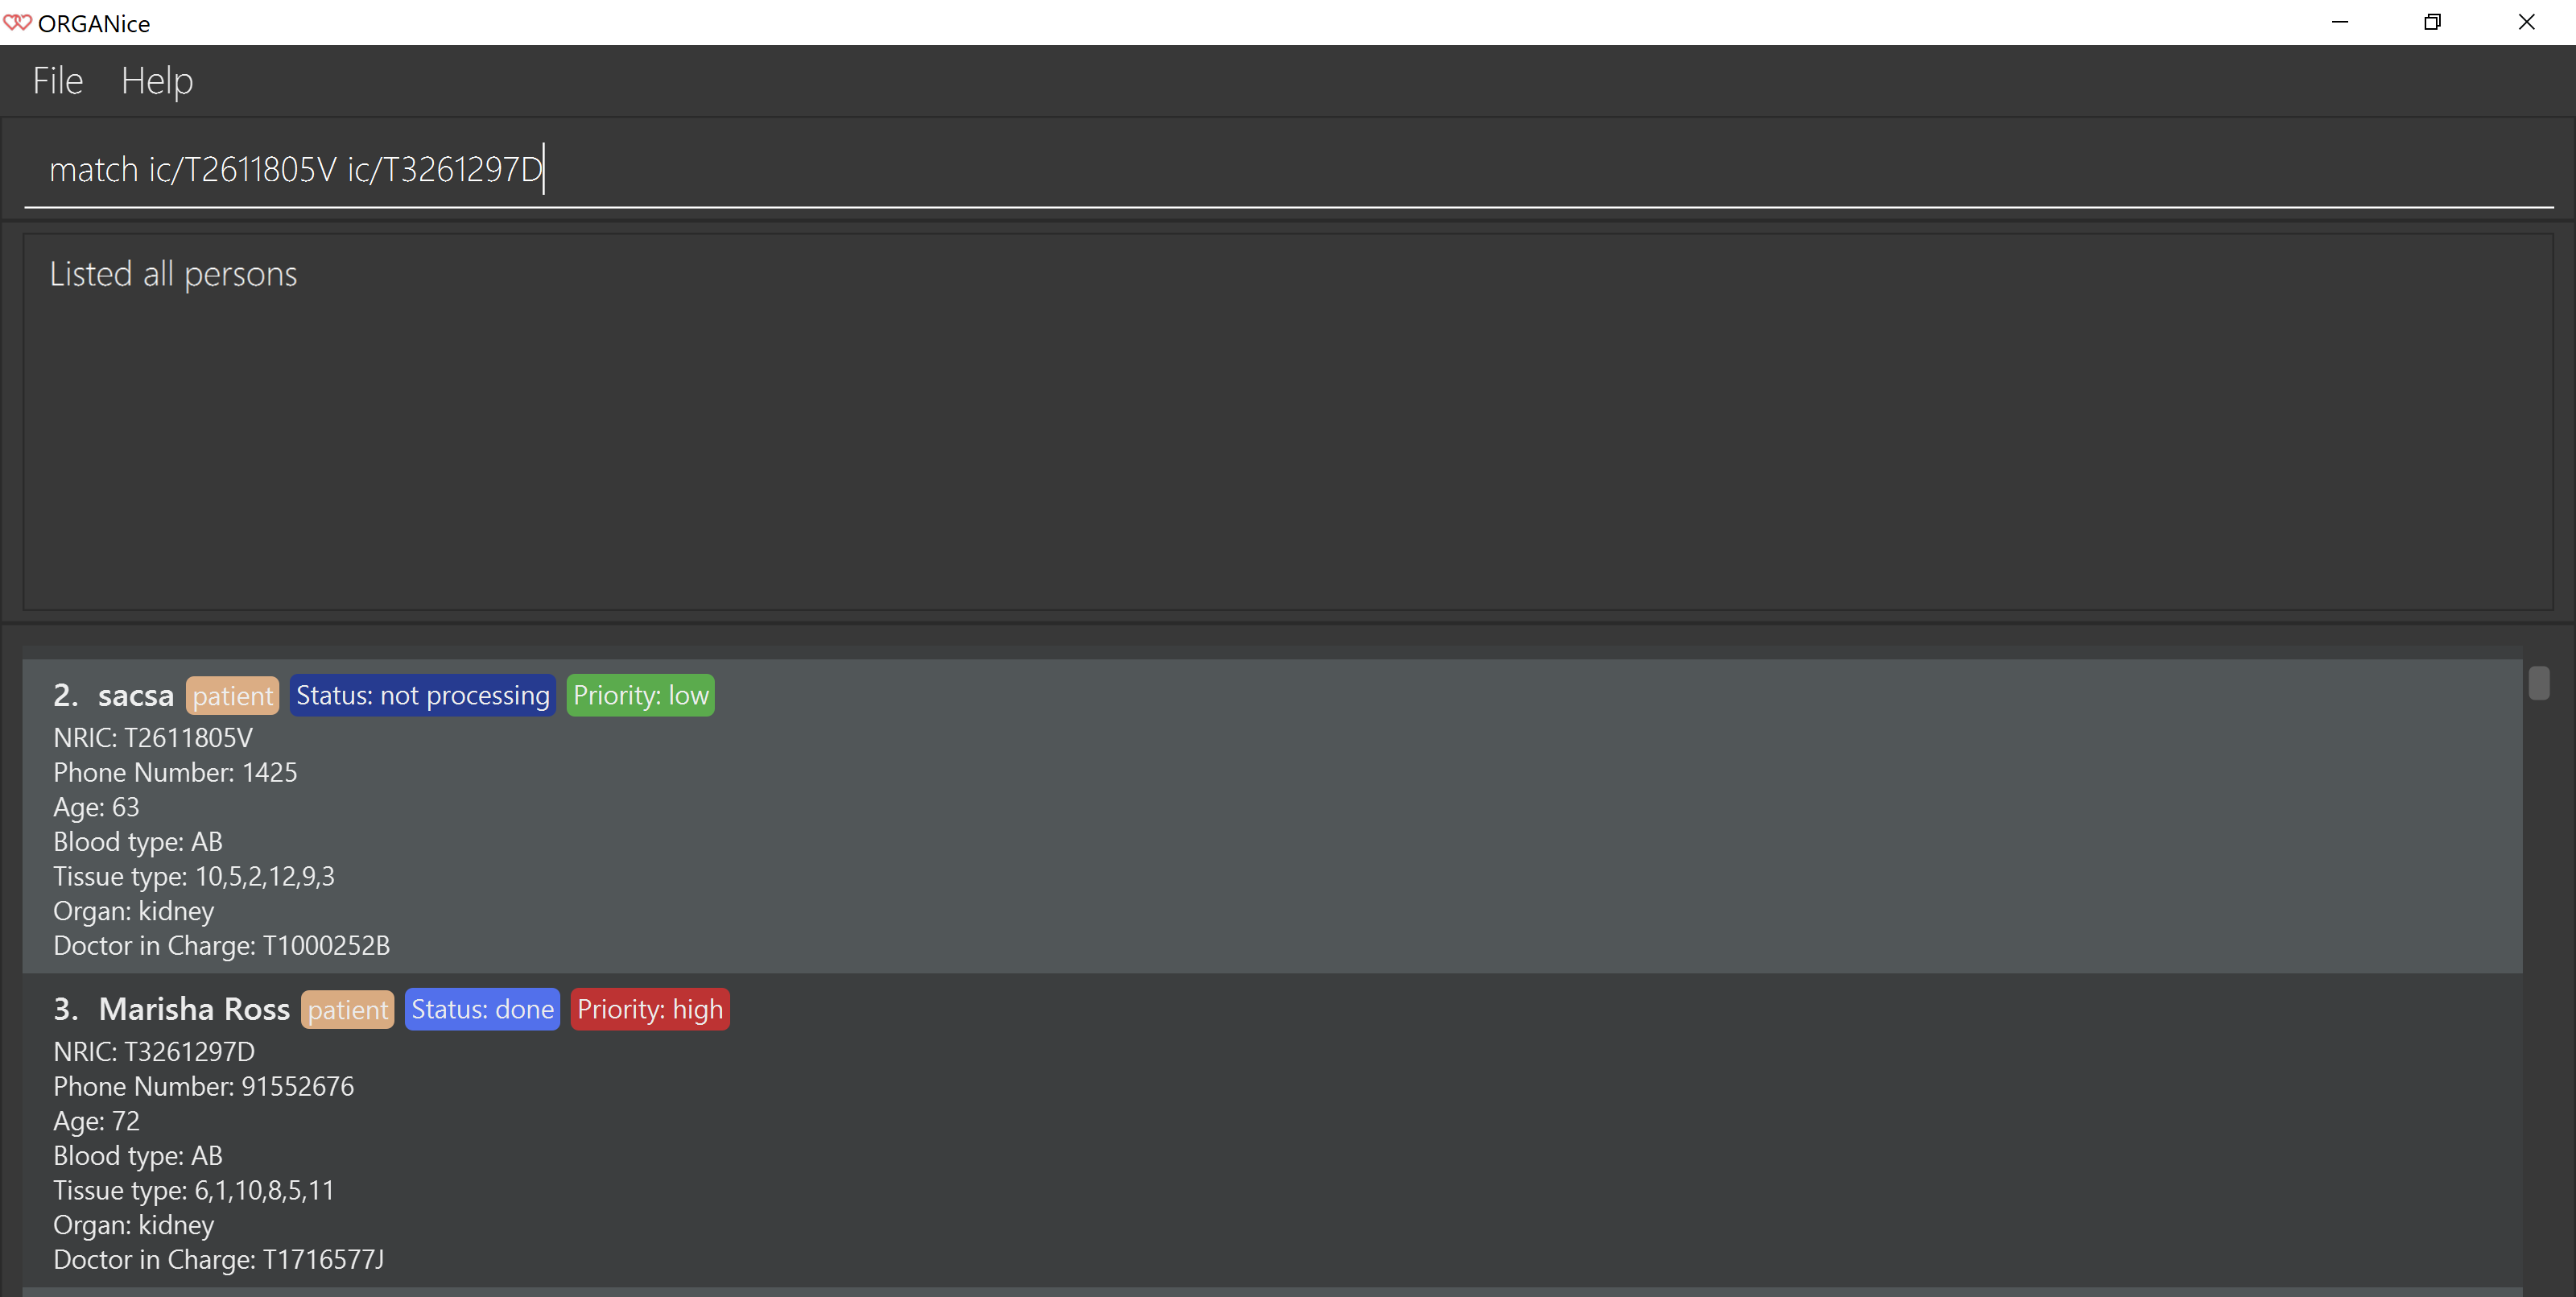 ORGANice
File Help
match ic/T2611805V ic/T3261297D
Listed all persons
2. sacsa patient Status: not processing Priority: low
NRIC: T2611805V
Phone Number: 1425
Age: 63
Blood type: AB
Tissue type: 10,5,2,12,9,3
Organ: kidney
Doctor in Charge: T1000252B
3. Marisha Ross patient Status: done Priority: high
NRIC: T3261297D
Phone Number: 91552676
Age: 72
Blood type: AB
Tissue type: 6,1,10,8,5,11
Organ: kidney
Doctor in Charge: T1716577J